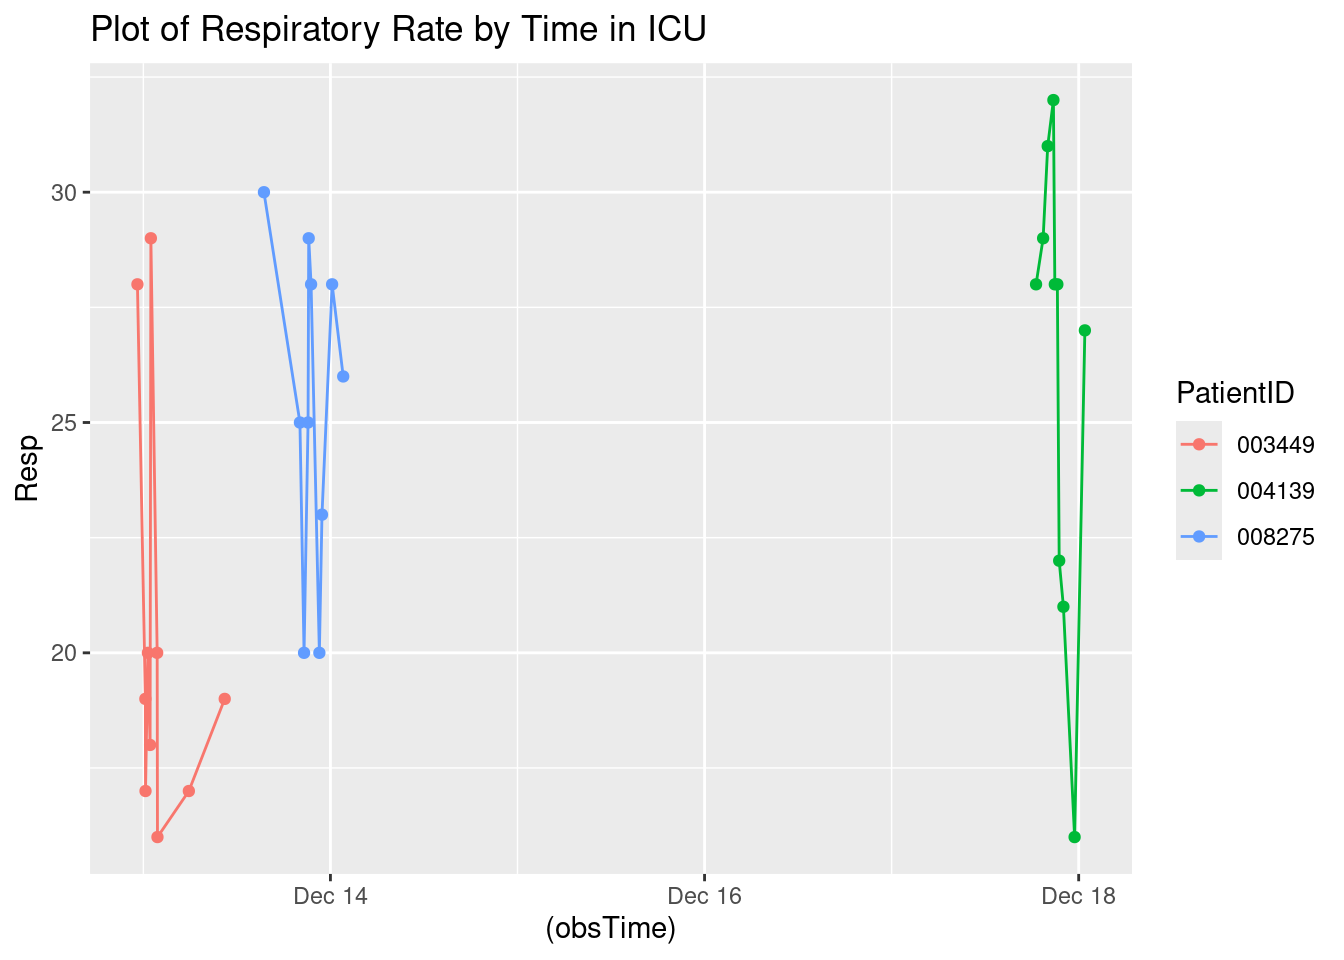 Plot of Respiratory Rate by Time in ICU
30
25
20
Resp
Dec 14
Dec 16
Dec 18
(obsTime)
PatientID
003449
004139
008275